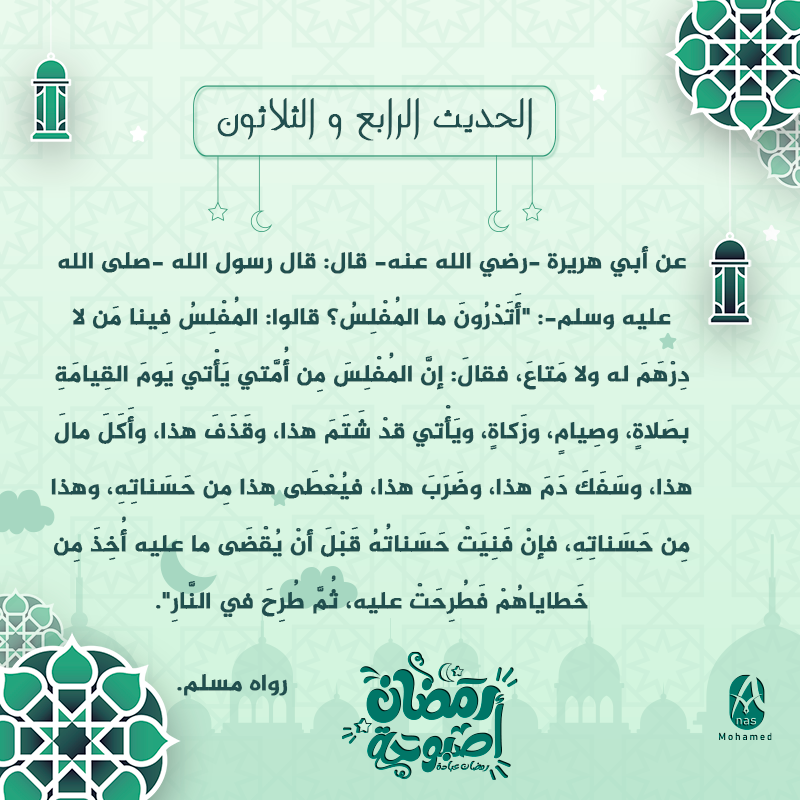 الحديث الرابع و الثلاثون
عن أبي هريرة -رضي الله عنه- قال: قال رسول الله -صلى الله
عليه وسلم-: "أَتَدْرُونَ ما المُفْلِسُ؟ قالوا: المُفْلِسُ فِينا مَن لا
دِرْهَمَ له ولا مَتاعَ، فقالَ: إنَّ المُفْلِسَ مِن أُمَّتي يَأْتي يَومَ القِيامَةِ
بصَلاةٍ، وصِيامٍ، وزَكاةٍ، ويَأْتي قدْ شَتَمَ هذا، وقَذَفَ هذا، وأَكَلَ مالَ
هذا، وسَفَكَ دَمَ هذا، وضَرَبَ هذا، فيُعْطَى هذا مِن حَسَناتِهِ، وهذا
مِن حَسَناتِهِ، فإنْ فَنِيَتْ حَسَناتُهُ قَبْلَ أنْ يُقْضَى ما عليه أُخِذَ مِن
خَطاياهُمْ فَطُرِحَتْ عليه، ثُمَّ طُرِحَ في النَّارِ".
رواه مسلم.
رمضان
أصبوحة
رمضان عبادة
nas
Mohamed